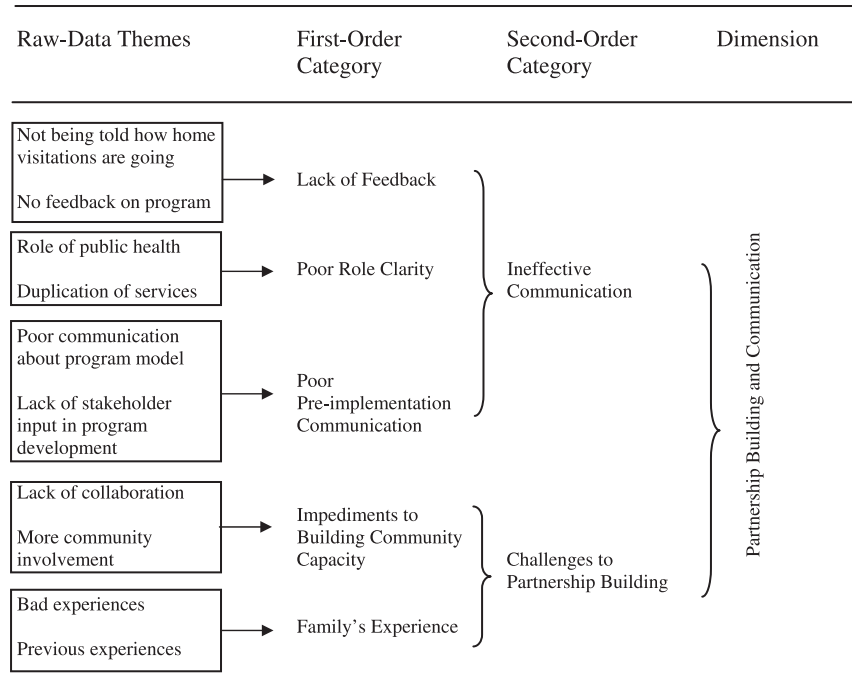 Raw-Data Themes
First-Order
Category
Second-Order
Category
Dimension
Not being told how home
visitations are going
No feedback on program
Lack of Feedback
Role of public health
Duplication of services
Poor Role Clarity
Ineffective
Communication
Poor communication
about program model
Lack of stakeholder
input in program
development
Poor
Pre-implementation
Communication
Lack of collaboration
More community
involvement
Impediments to
Building Community
Capacity
Challenges to
Partnership Building
Bad experiences
Previous experiences
Family's Experience
Partnership Building and Communication